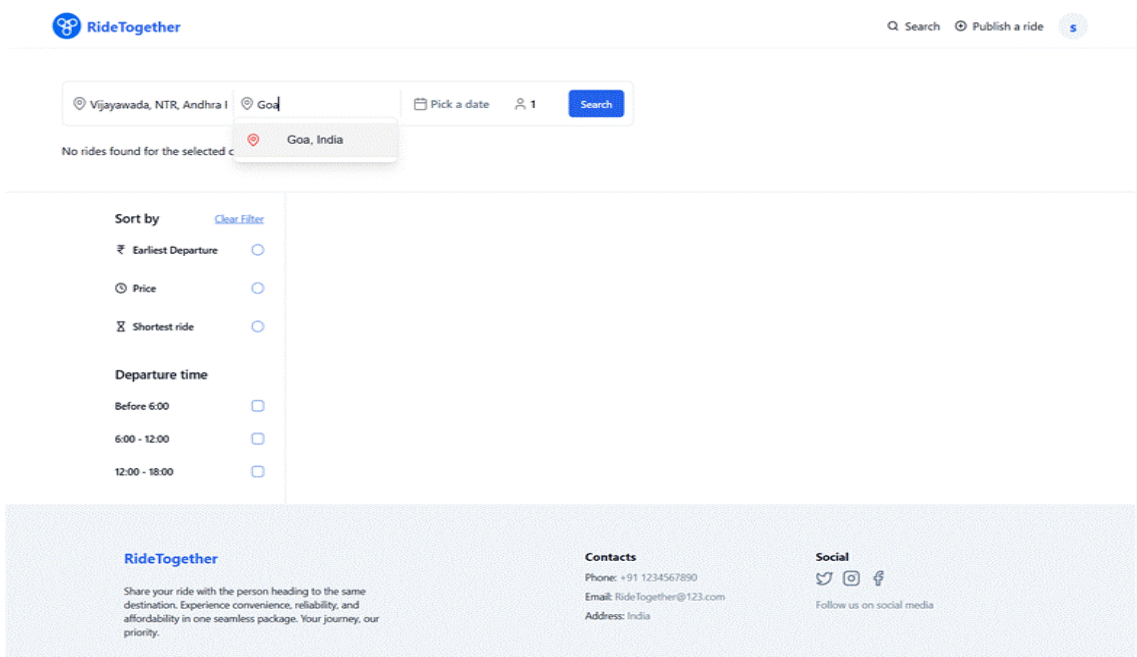 RideTogether
Search
Publish a ride
s
Vijayawada, NTR, Andhra
Goa
Pick a date
1
Search
Goa, India
No rides found for the selected
Sort by
Clear Filter
₹ Earliest Departure
Price
Shortest ride
Departure time
Before 6:00
6:00 - 12:00
12:00 - 18:00
RideTogether
Share your ride with the person heading to the same
destination. Experience convenience, reliability, and
affordability in one seamless package. Your journey, our
priority.
Contacts
Phone: +91 1234567890
Email: RideTogether@123.com
Address: India
Social
Follow us on social media